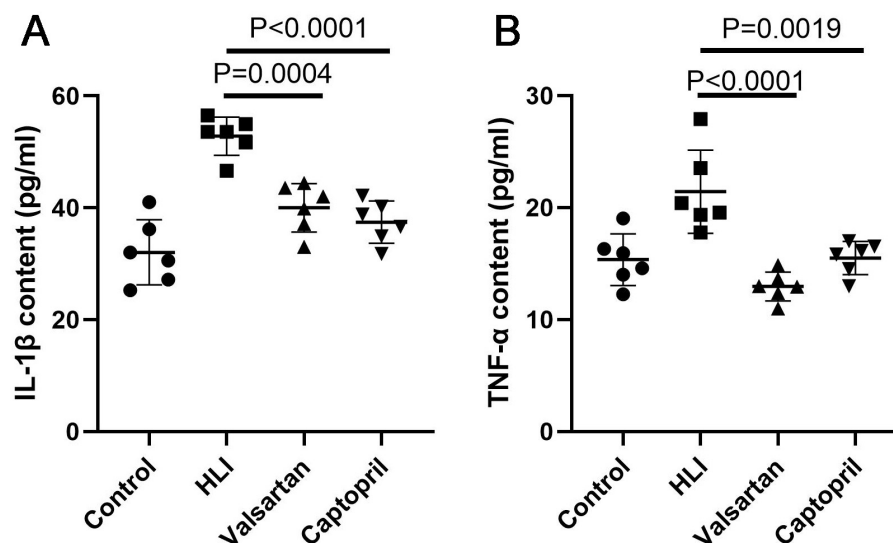 A
P<0.0001
P=0.0004
IL-1β content (pg/ml)
60
40
20
0
Control
HLI
Valsartan
Captopril
B
P=0.0019
P<0.0001
TNF-α content (pg/ml)
30
20
10
0
Control
HLI
Valsartan
Captopril